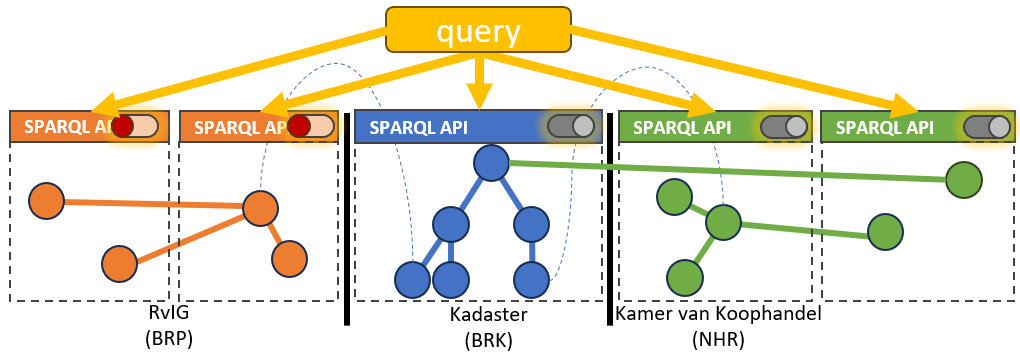 query
SPARQL API
SPARQL API
SPARQL API
SPARQL API
SPARQL API
RvIG
(BRP)
Kadaster
(BRK)
Kamer van Koophandel
(NHR)